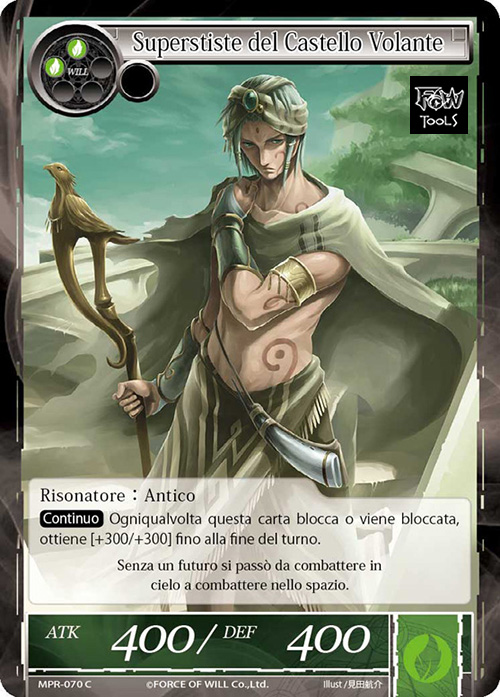 Superstiste del Castello Volante
WILL
FOW
TOOLS
Risonatore : Antico
Continuo Ogniqualvolta questa carta blocca o viene bloccata,
ottiene [+300/+300] fino alla fine del turno.
Senza un futuro si passò da combattere in
cielo a combattere nello spazio.
ATK 400 / DEF 400
MPR-070 C ©FORCE OF WILL Co.,Ltd. Illust/見田航介